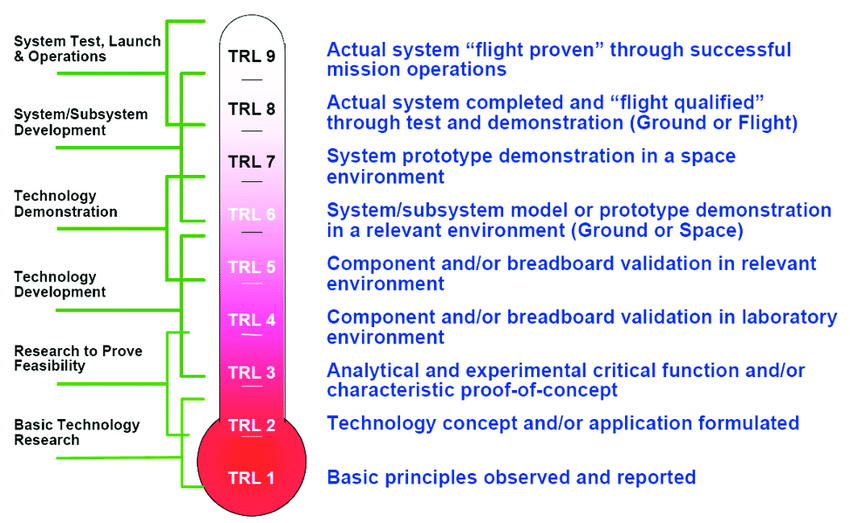 System Test, Launch
& Operations
System/Subsystem
Development
Technology
Demonstration
Technology
Development
Research to Prove
Feasibility
Basic Technology
Research
TRL 9
TRL 8
TRL 7
TRL 6
TRL 5
TRL 4
TRL 3
TRL 2
TRL 1
Actual system “flight proven” through successful
mission operations
Actual system completed and “flight qualified”
through test and demonstration (Ground or Flight)
System prototype demonstration in a space
environment
System/subsystem model or prototype demonstration
in a relevant environment (Ground or Space)
Component and/or breadboard validation in relevant
environment
Component and/or breadboard validation in laboratory
environment
Analytical and experimental critical function and/or
characteristic proof-of-concept
Technology concept and/or application formulated
Basic principles observed and reported